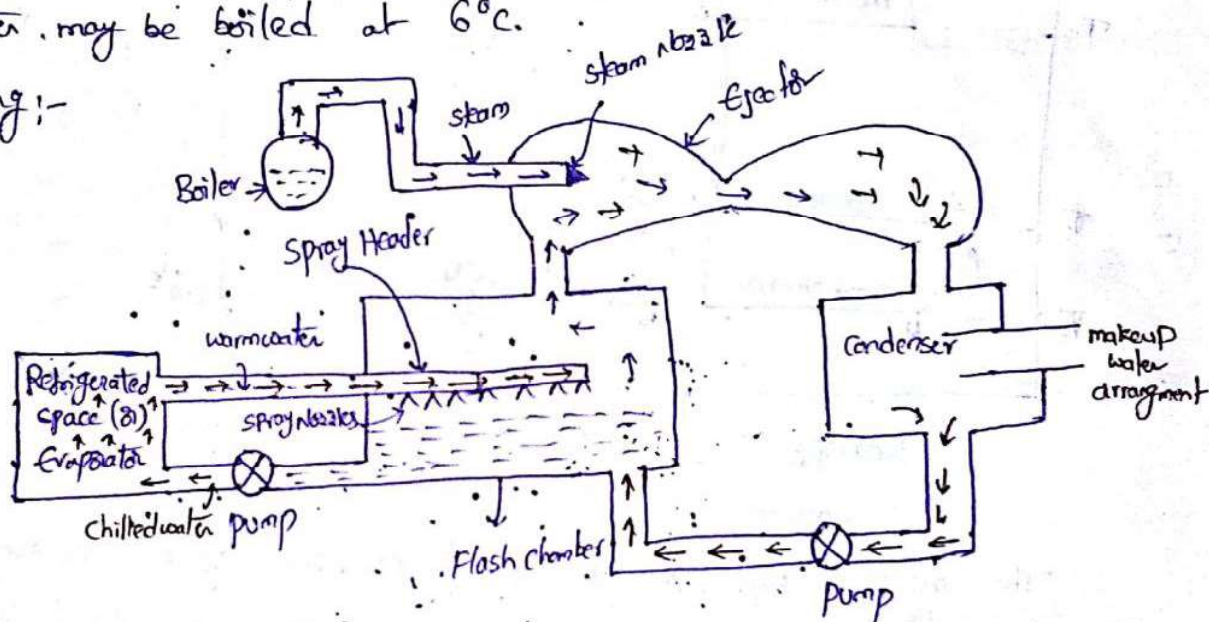 may be boiled at 6°C.
steam nozzle
Ejector
steam
Boiler
Spray Header
warmwater
Refrigerated
space (or)
Evaporator
spray Nozzles
Condenser
makeup
water
arrangment
chilledwater
pump
Flash chamber
pump